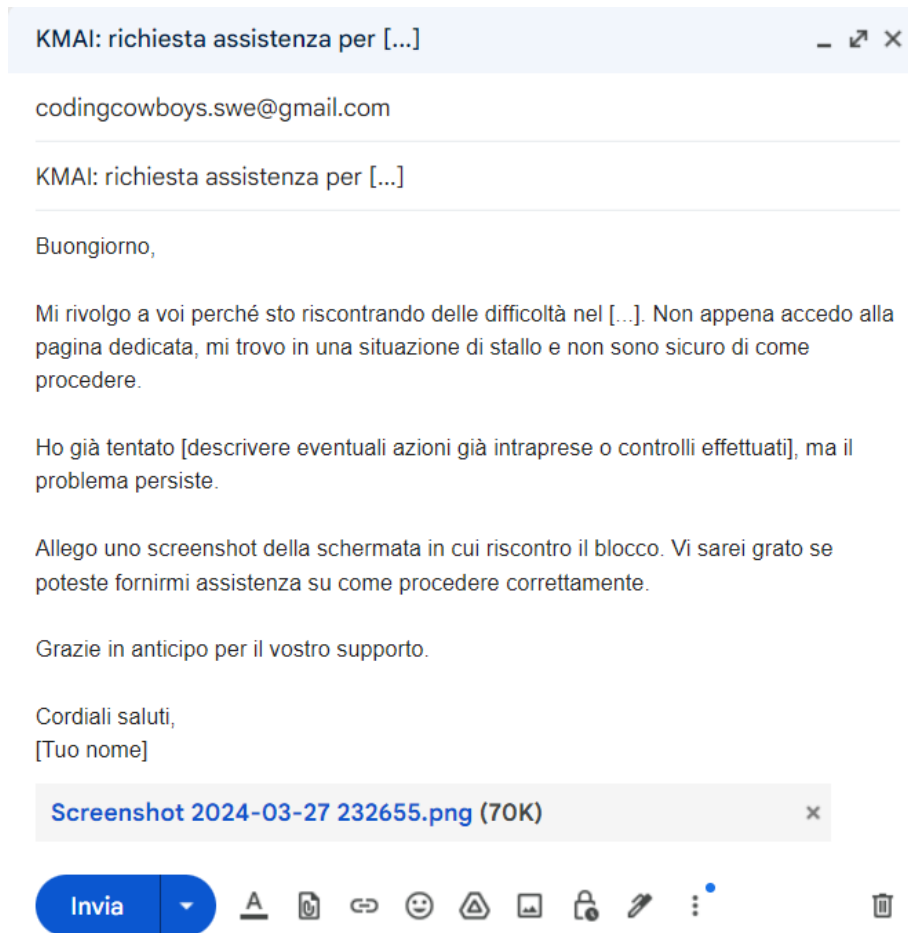 KMAI: richiesta assistenza per [...]
codingcowboys.swe@gmail.com
KMAI: richiesta assistenza per [...]
Buongiorno,
Mi rivolgo a voi perché sto riscontrando delle difficoltà nel [...]. Non appena accedo alla
pagina dedicata, mi trovo in una situazione di stallo e non sono sicuro di come
procedere.
Ho già tentato [descrivere eventuali azioni già intraprese o controlli effettuati], ma il
problema persiste.
Allego uno screenshot della schermata in cui riscontro il blocco. Vi sarei grato se
poteste fornirmi assistenza su come procedere correttamente.
Grazie in anticipo per il vostro supporto.
Cordiali saluti,
[Tuo nome]
Screenshot 2024-03-27 232655.png (70K)
Invia